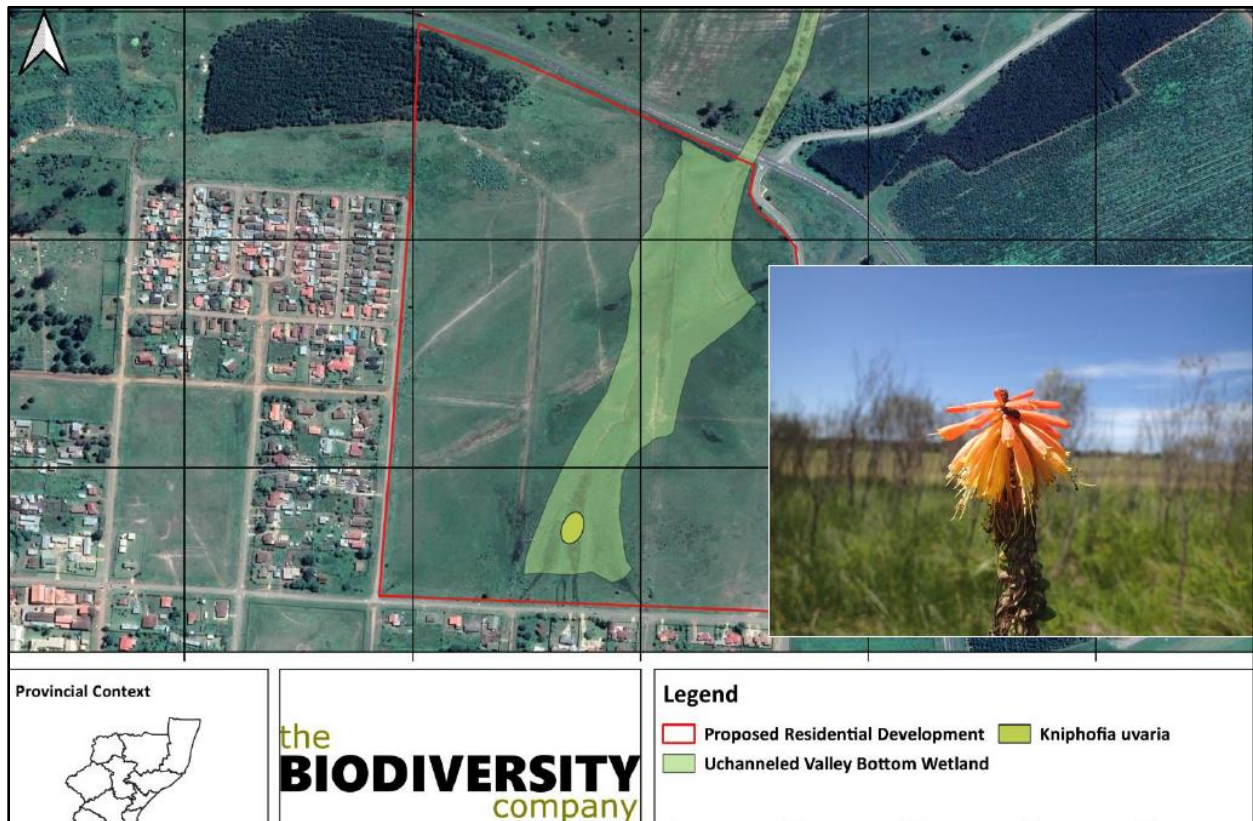 Provincial Context
the
BIODIVERSITY
company
Legend
Proposed Residential Development
Kniphofia uvaria
Uchanneled Valley Bottom Wetland